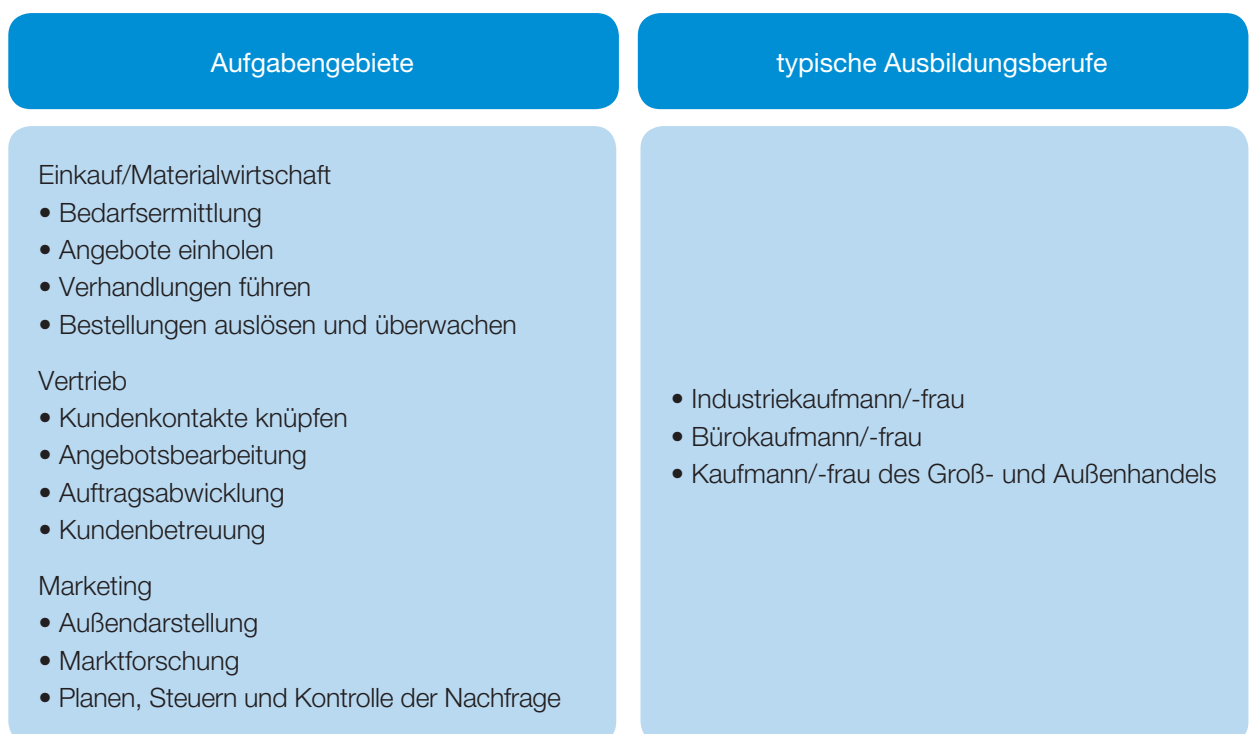 Aufgabengebiete
typische Ausbildungsberufe
Einkauf/Materialwirtschaft
• Bedarfsermittlung
• Angebote einholen
• Verhandlungen führen
• Bestellungen auslösen und überwachen
Vertrieb
• Kundenkontakte knüpfen
• Angebotsbearbeitung
• Auftragsabwicklung
• Kundenbetreuung
Marketing
• Außendarstellung
• Marktforschung
• Planen, Steuern und Kontrolle der Nachfrage
• Industriekaufmann/-frau
• Bürokaufmann/-frau
• Kaufmann/-frau des Groß- und Außenhandels